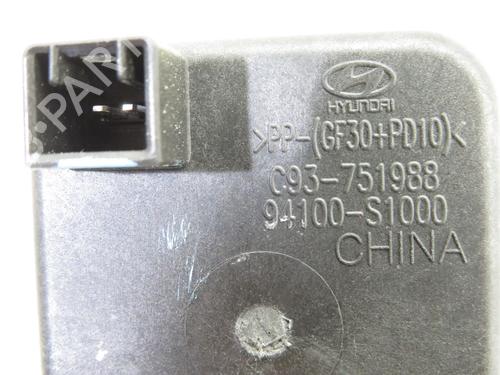 HYUNDAI
>PP-(GF30+PD10)<
C93-751988
94100-S1000
CHINA